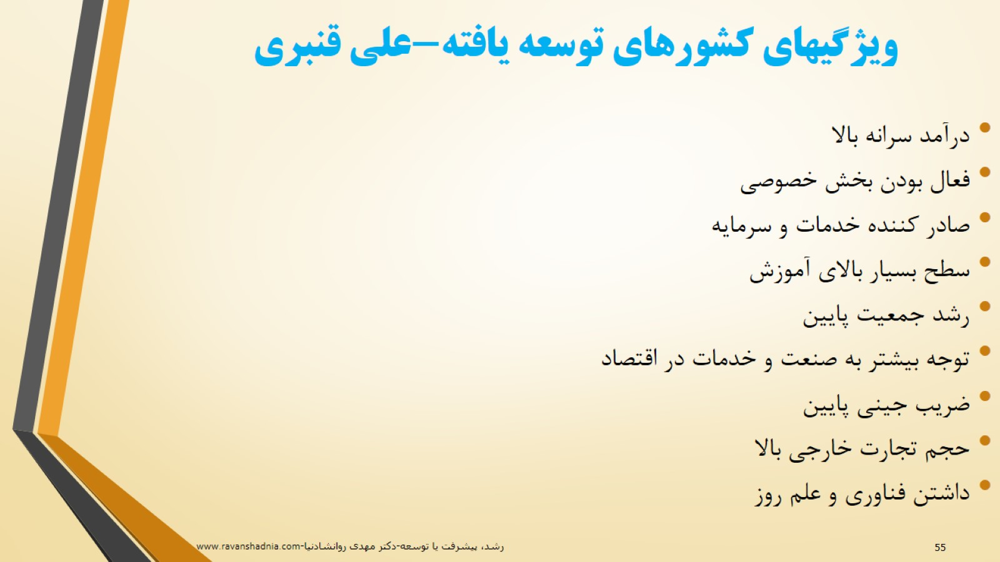 ویژگیهای کشورهای توسعه یافته-علی قنبری
• درآمد سرانه بالا
• فعال بودن بخش خصوصی
• صادر کننده خدمات و سرمایه
• سطح بسیار بالای آموزش
• رشد جمعیت پایین
• توجه بیشتر به صنعت و خدمات در اقتصاد
• ضریب جینی پایین
• حجم تجارت خارجی بالا
• داشتن فناوری و علم روز
رشد، پیشرفت یا توسعه-دکتر مهدی روانشادنیا-www.ravanshadnia.com
55